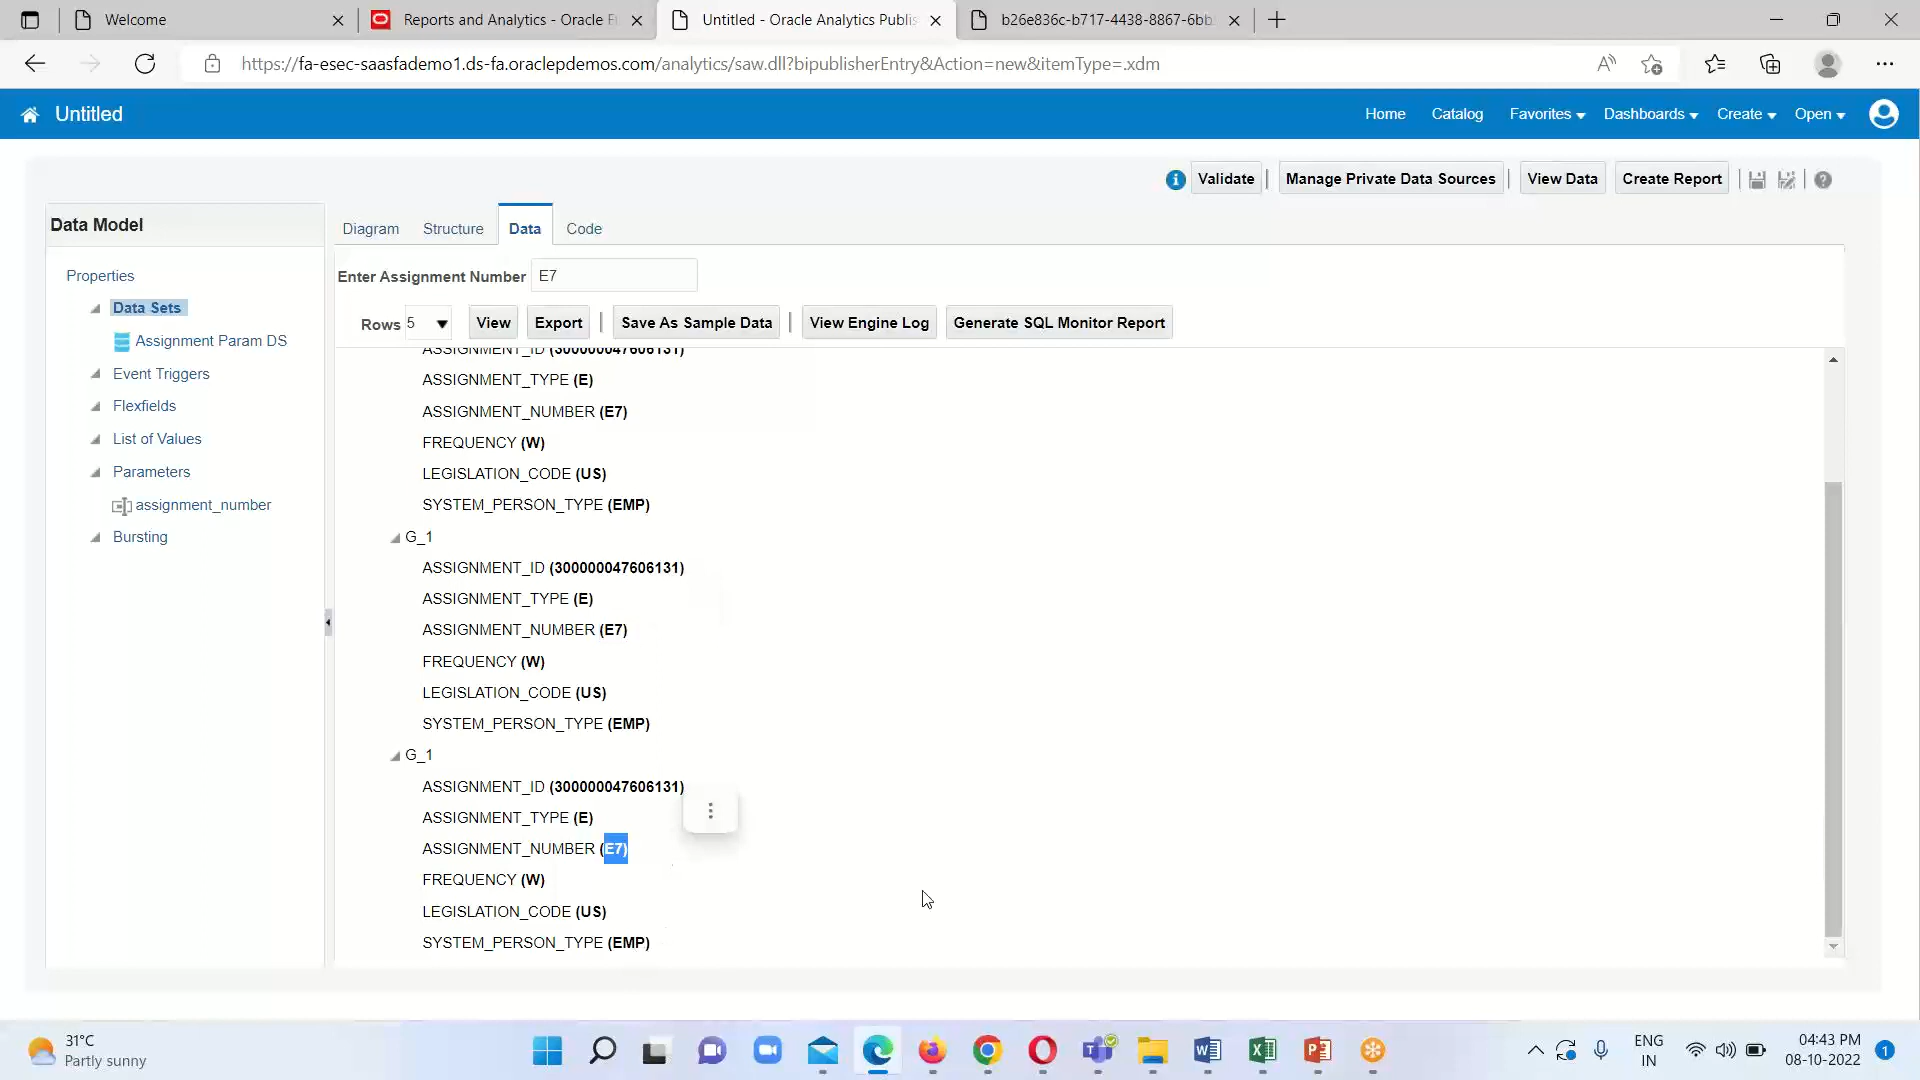 Welcome
Reports and Analytics - Oracle F
Untitled - Oracle Analytics Publis
b26e836c-b717-4438-8867-6bb
https://fa-esec-saasfademo1.ds-fa.oraclepdemos.com/analytics/saw.dll?bipublisherEntry&Action=new&itemType=.xdm
Untitled
Home Catalog Favorites Dashboards Create Open
Validate Manage Private Data Sources View Data Create Report
Data Model
Diagram Structure Data Code
Properties
Data Sets
Assignment Param DS
Event Triggers
Flexfields
List of Values
Parameters
assignment_number
Bursting
Enter Assignment Number E7
Rows 5 View Export Save As Sample Data View Engine Log Generate SQL Monitor Report
ASSIGNMENT_ID (300000047606131)
ASSIGNMENT_TYPE (E)
ASSIGNMENT_NUMBER (E7)
FREQUENCY (W)
LEGISLATION_CODE (US)
SYSTEM_PERSON_TYPE (EMP)
G_1
ASSIGNMENT_ID (300000047606131)
ASSIGNMENT_TYPE (E)
ASSIGNMENT_NUMBER (E7)
FREQUENCY (W)
LEGISLATION_CODE (US)
SYSTEM_PERSON_TYPE (EMP)
G_1
ASSIGNMENT_ID (300000047606131)
ASSIGNMENT_TYPE (E)
ASSIGNMENT_NUMBER (E7)
FREQUENCY (W)
LEGISLATION_CODE (US)
SYSTEM_PERSON_TYPE (EMP)
31°C
Partly sunny
ENG
IN
04:43 PM
08-10-2022
1